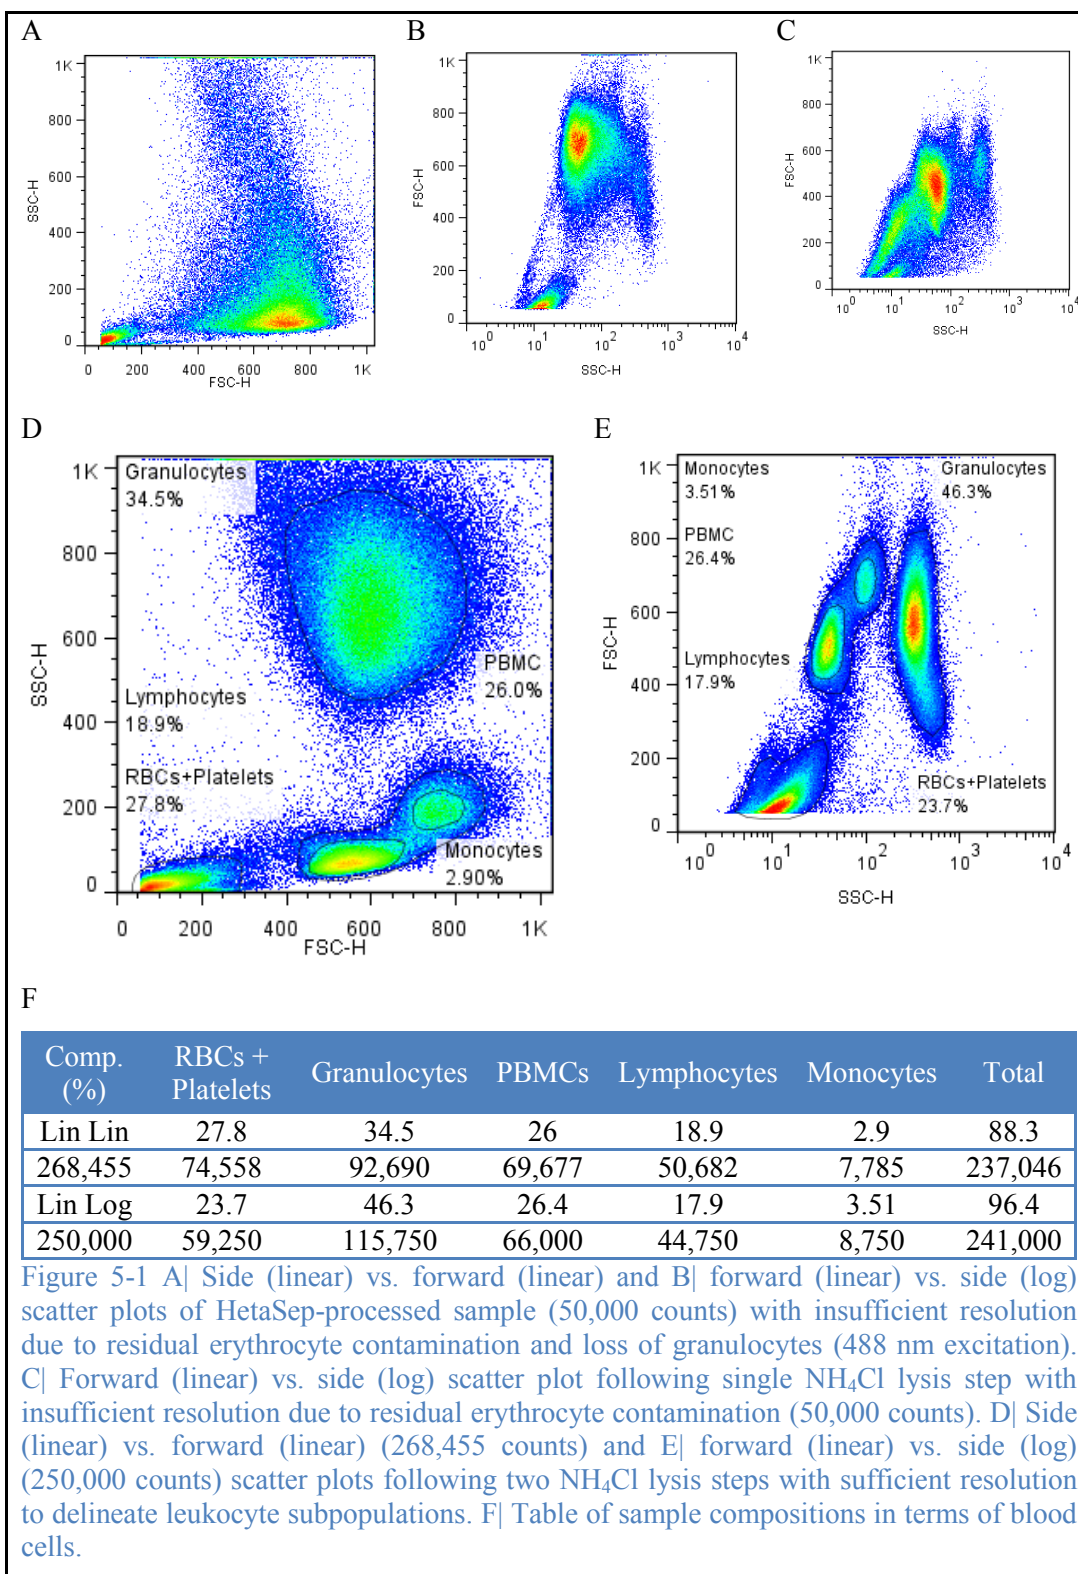 A
1K
800
600
400
200
0
SSC-H
0 200 400 600 800 1K
FSC-H
B
1K
800
600
400
200
0
FSC-H
10^0 10^1 10^2 10^3 10^4
SSC-H
C
1K
800
600
400
200
0
FSC-H
10^0 10^1 10^2 10^3 10^4
SSC-H
D
1K
800
600
400
200
0
SSC-H
Granulocytes
34.5%
PBMC
26.0%
Lymphocytes
18.9%
RBCs+Platelets
27.8%
Monocytes
2.90%
0 200 400 600 800 1K
FSC-H
E
1K
800
600
400
200
0
FSC-H
Monocytes
3.51%
Granulocytes
46.3%
PBMC
26.4%
Lymphocytes
17.9%
RBCs+Platelets
23.7%
10^0 10^1 10^2 10^3 10^4
SSC-H
F
Comp. (%) RBCs + Platelets Granulocytes PBMCs Lymphocytes Monocytes Total
Lin Lin 27.8 34.5 26 18.9 2.9 88.3
268,455 74,558 92,690 69,677 50,682 7,785 237,046
Lin Log 23.7 46.3 26.4 17.9 3.51 96.4
250,000 59,250 115,750 66,000 44,750 8,750 241,000
Figure 5-1 A| Side (linear) vs. forward (linear) and B| forward (linear) vs. side (log)
scatter plots of HetaSep-processed sample (50,000 counts) with insufficient resolution
due to residual erythrocyte contamination and loss of granulocytes (488 nm excitation).
C| Forward (linear) vs. side (log) scatter plot following single NH₄Cl lysis step with
insufficient resolution due to residual erythrocyte contamination (50,000 counts). D| Side
(linear) vs. forward (linear) (268,455 counts) and E| forward (linear) vs. side (log)
(250,000 counts) scatter plots following two NH₄Cl lysis steps with sufficient resolution
to delineate leukocyte subpopulations. F| Table of sample compositions in terms of blood
cells.